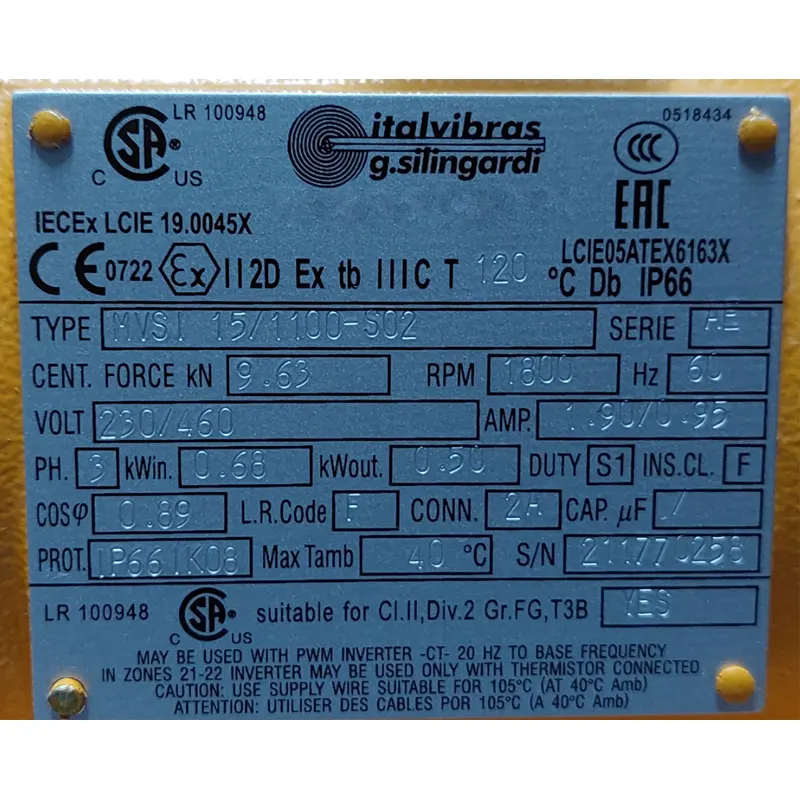 LR 100948 italvibras 0518434
CSA g.silingardi CCC
C US
EAC
IECEx LCIE 19.0045X LCIE05ATEX6163X
CE 0722 Ex II2D Ex tb IIIC T 120 °C Db IP66
TYPE MVSI 15/1100-S02 SERIE AE
CENT. FORCE kN 9.63 RPM 1800 Hz 60
VOLT 230/460 AMP. 1.90/0.95
PH. 3 kWin. 0.68 kWout. 0.50 DUTY S1 INS.CL. F
COSφ 0.89 L.R.Code F CONN. 2A CAP. µF /
PROT. IP66IK08 Max Tamb 40 °C S/N 211770258
LR 100948 CSA C US suitable for Cl.II,Div.2 Gr.FG,T3B YES
MAY BE USED WITH PWM INVERTER -CT- 20 HZ TO BASE FREQUENCY
IN ZONES 21-22 INVERTER MAY BE USED ONLY WITH THERMISTOR CONNECTED
CAUTION: USE SUPPLY WIRE SUITABLE FOR 105°C (AT 40°C Amb)
ATTENTION: UTILISER DES CABLES POR 105°C (A 40°C Amb)